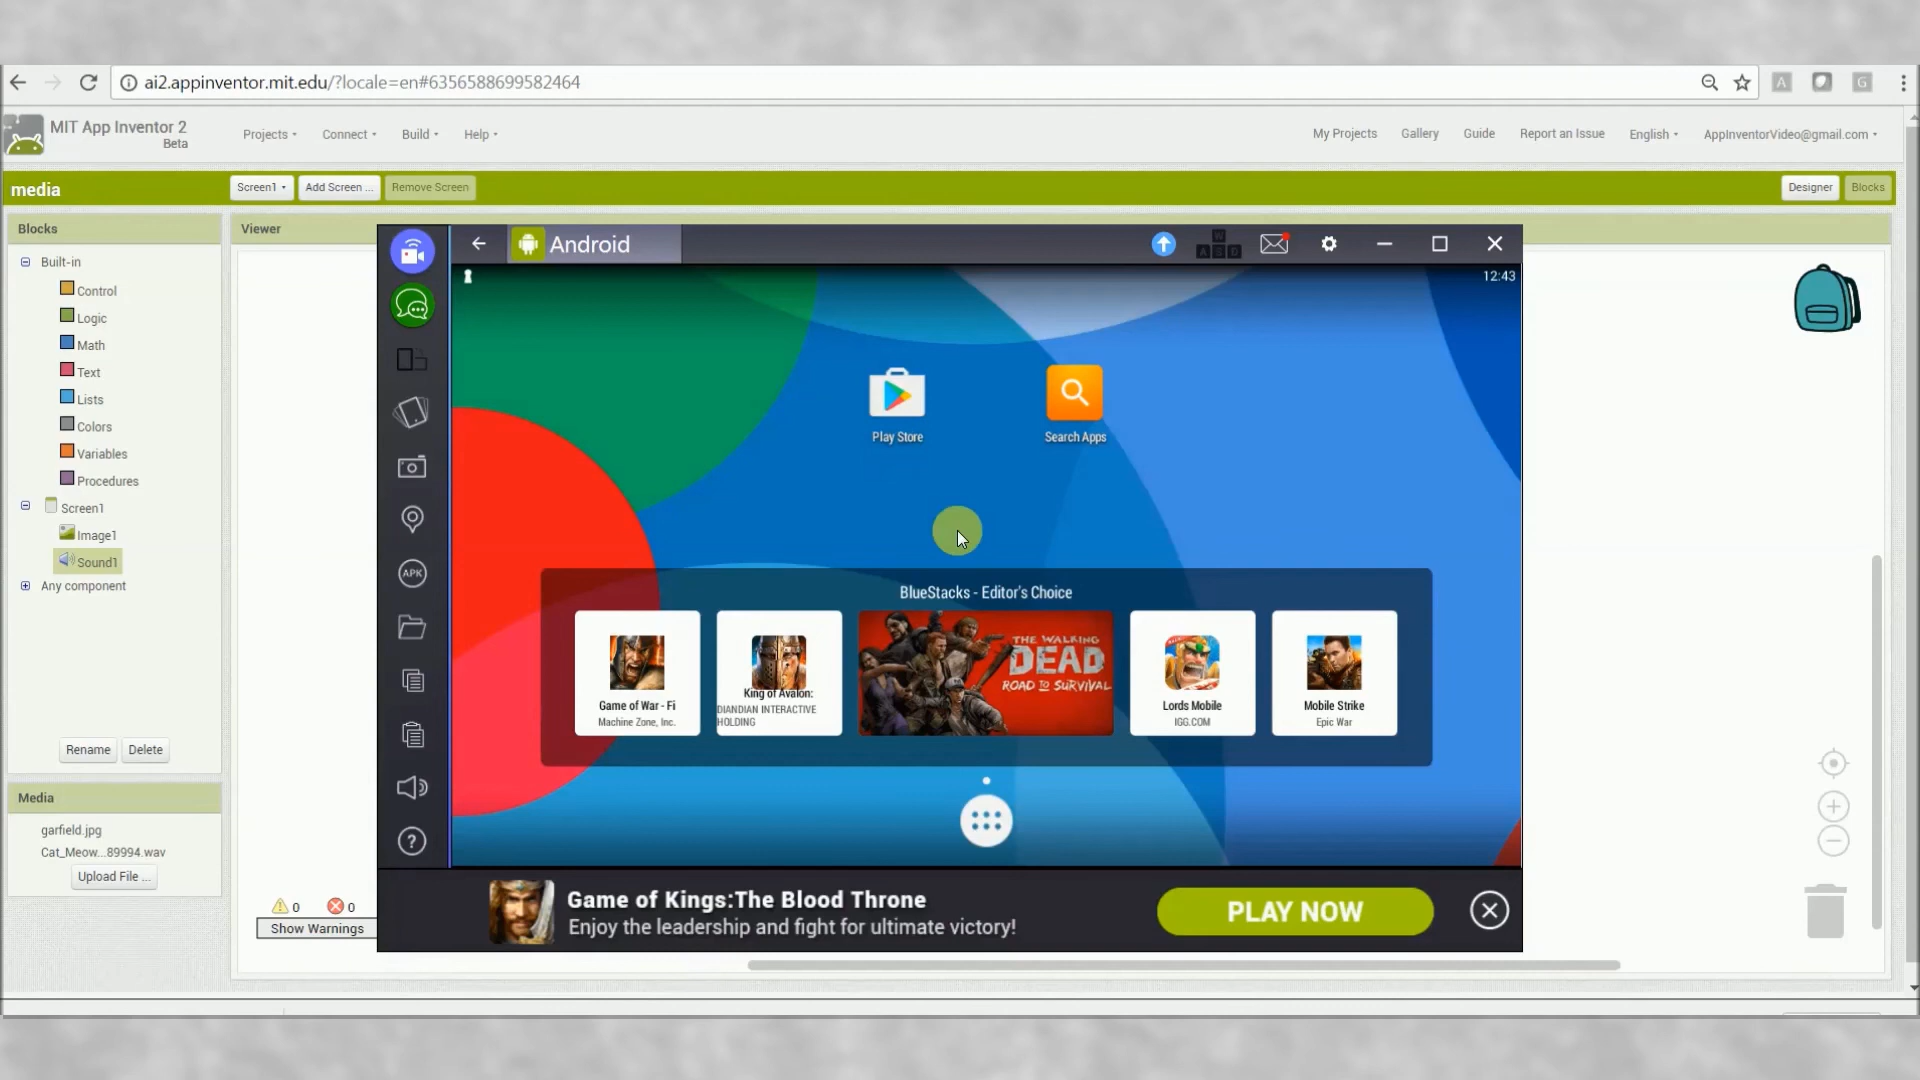 ai2.appinventor.mit.edu/?locale=en#6356588699582464
MIT App Inventor 2
Beta
Projects
Connect
Build
Help
My Projects
Gallery
Guide
Report an Issue
English
AppInventorVideo@gmail.com
media
Screen1
Add Screen ...
Remove Screen
Designer
Blocks
Blocks
Viewer
Built-in
Control
Logic
Math
Text
Lists
Colors
Variables
Procedures
Screen1
Image1
Sound1
Any component
Rename
Delete
Media
garfield.jpg
Cat_Meow...89994.wav
Upload File ...
0
0
Show Warnings
Android
12:43
Play Store
Search Apps
APK
BlueStacks - Editor's Choice
Game of War - Fi
Machine Zone, Inc.
King of Avalon:
DIANDIAN INTERACTIVE
HOLDING
THE WALKING
DEAD
ROAD TO SURVIVAL
Lords Mobile
IGG.COM
Mobile Strike
Epic War
Game of Kings:The Blood Throne
Enjoy the leadership and fight for ultimate victory!
PLAY NOW